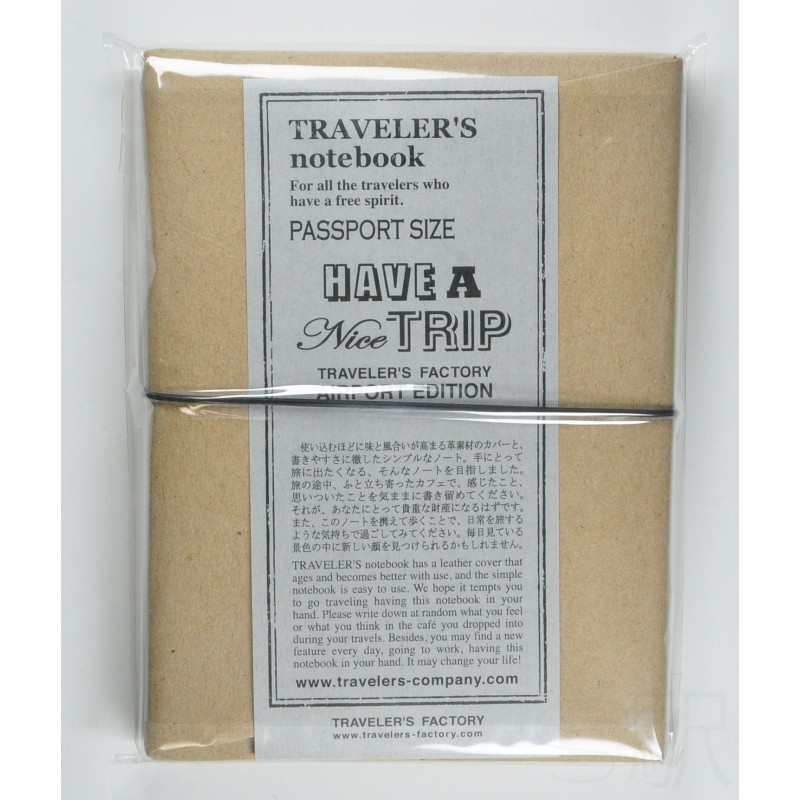 TRAVELER'S
notebook
For all the travelers who
have a free spirit.
PASSPORT SIZE
HAVE A
Nice TRIP
TRAVELER'S FACTORY
AIRPORT EDITION
使い込むほどに味と風合いが高まる革素材のカバーと、
書きやすさに徹したシンプルなノート。手にとって
旅に出たくなる、そんなノートを目指しました。
旅の途中、ふと立ち寄ったカフェで、感じたこと、
思いついたことを気ままに書き留めてください。
それが、あなたにとって貴重な財産になるはずです。
また、このノートを携えて歩くことで、日常を旅する
ような気持ちで過ごしてみてください。毎日見ている
景色の中に新しい顔を見つけられるかもしれません。
TRAVELER'S notebook has a leather cover that
ages and becomes better with use, and the simple
notebook is easy to use. We hope it tempts you
to go traveling having this notebook in your
hand. Please write down at random what you feel
or what you think in the café you dropped into
during your travels. Besides, you may find a new
feature every day, going to work, having this
notebook in your hand. It may change your life!
www.travelers-company.com
TRAVELER'S FACTORY
www.travelers-factory.com